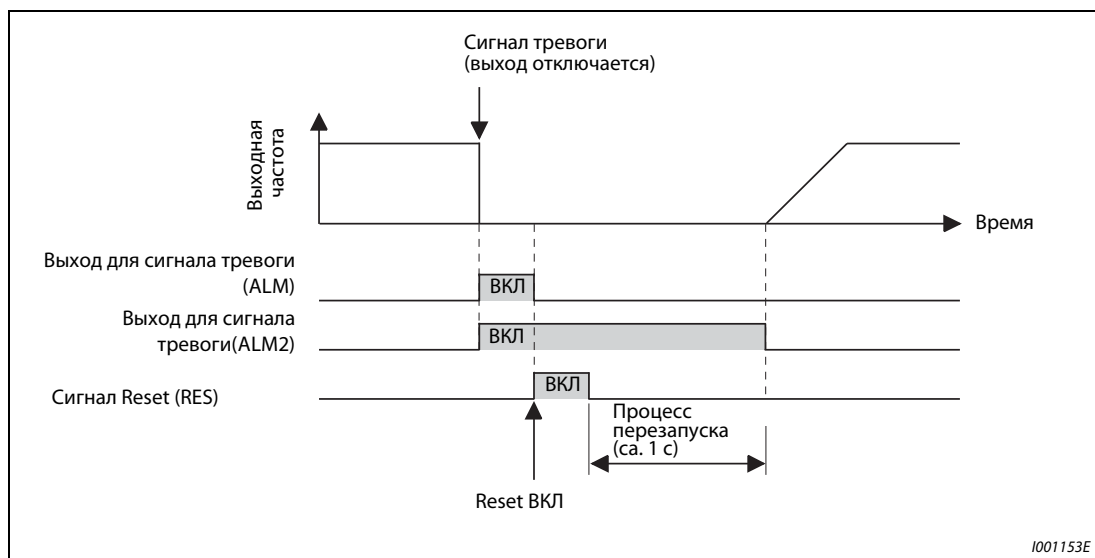 Сигнал тревоги
(выход отключается)
Выходная
частота
Время
Выход для сигнала тревоги
(ALM)
ВКЛ
Выход для сигнала
тревоги(ALM2)
ВКЛ
Сигнал Reset (RES)
ВКЛ
Процесс
перезапуска
(ca. 1 с)
Reset ВКЛ
I001153E